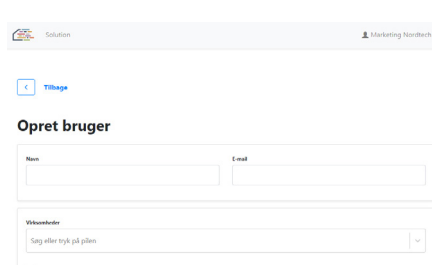 Solution
Marketing Nordtech
Tilbage
Opret bruger
Navn
E-mail
Virksomheder
Søg eller tryk på pilen